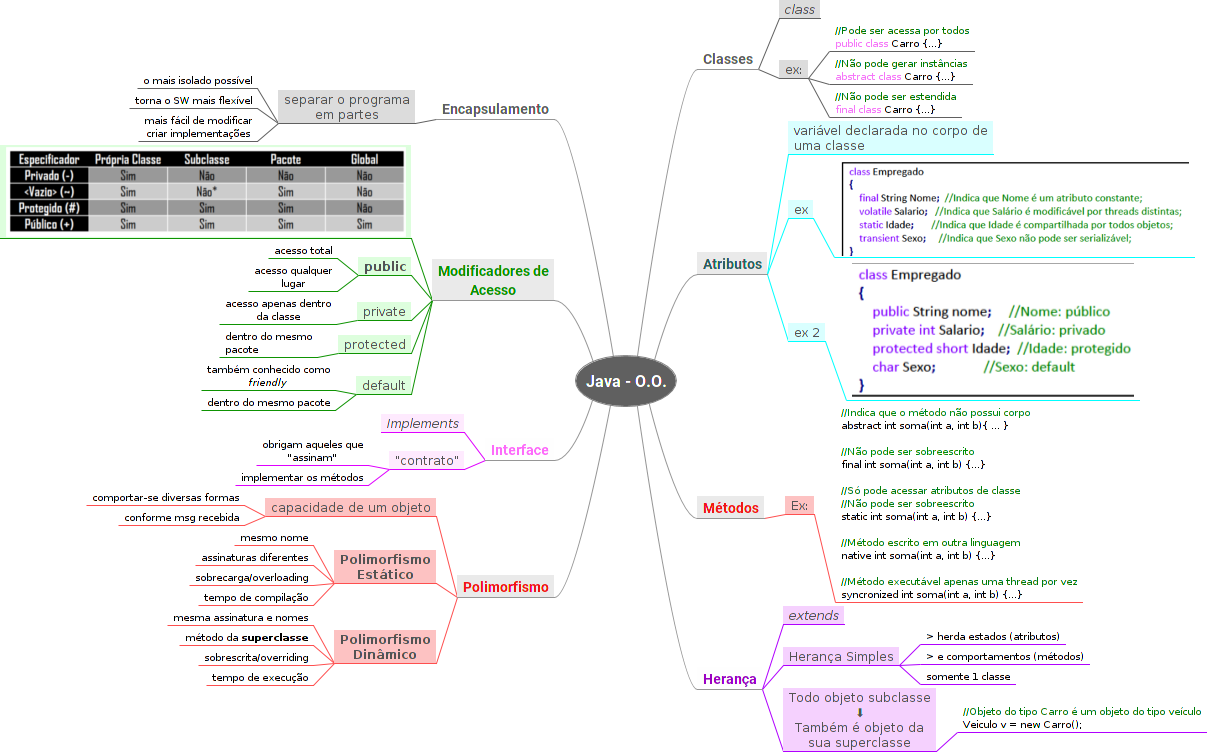 Java - O.O.
Classes
class
ex:
//Pode ser acessa por todos
public class Carro {...}
//Não pode gerar instâncias
abstract class Carro {...}
//Não pode ser estendida
final class Carro {...}
Atributos
variável declarada no corpo de
uma classe
ex
class Empregado
{
final String Nome; //Indica que Nome é um atributo constante;
volatile Salario; //Indica que Salário é modificável por threads distintas;
static Idade; //Indica que Idade é compartilhada por todos objetos;
transient Sexo; //Indica que Sexo não pode ser serializável;
}
ex 2
class Empregado
{
public String nome; //Nome: público
private int Salario; //Salário: privado
protected short Idade; //Idade: protegido
char Sexo; //Sexo: default
}
Métodos
Ex:
//Indica que o método não possui corpo
abstract int soma(int a, int b){ ... }
//Não pode ser sobreescrito
final int soma(int a, int b) {...}
//Só pode acessar atributos de classe
//Não pode ser sobreescrito
static int soma(int a, int b) {...}
//Método escrito em outra linguagem
native int soma(int a, int b) {...}
//Método executável apenas uma thread por vez
syncronized int soma(int a, int b) {...}
Herança
extends
Herança Simples
> herda estados (atributos)
> e comportamentos (métodos)
somente 1 classe
Todo objeto subclasse
⬇
Também é objeto da
sua superclasse
//Objeto do tipo Carro é um objeto do tipo veículo
Veiculo v = new Carro();
Encapsulamento
separar o programa
em partes
o mais isolado possível
torna o SW mais flexível
mais fácil de modificar
criar implementações
Modificadores de
Acesso
Especificador Própria Classe Subclasse Pacote Global
Privado (-) Sim Não Não Não
<Vazio> (~) Sim Não* Sim Não
Protegido (#) Sim Sim Sim Não
Público (+) Sim Sim Sim Sim
public
acesso total
acesso qualquer
lugar
private
acesso apenas dentro
da classe
protected
dentro do mesmo
pacote
default
também conhecido como
friendly
dentro do mesmo pacote
Interface
Implements
"contrato"
obrigam aqueles que
"assinam"
implementar os métodos
Polimorfismo
capacidade de um objeto
comportar-se diversas formas
conforme msg recebida
Polimorfismo
Estático
mesmo nome
assinaturas diferentes
sobrecarga/overloading
tempo de compilação
Polimorfismo
Dinâmico
mesma assinatura e nomes
método da superclasse
sobrescrita/overriding
tempo de execução